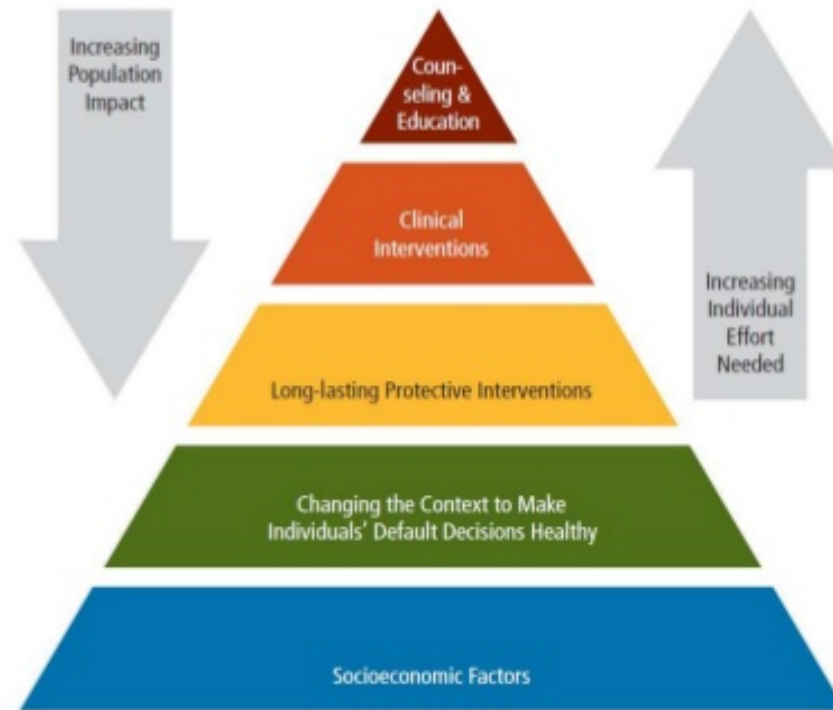 Increasing
Population
Impact
Coun-
seling &
Education
Clinical
Interventions
Increasing
Individual
Effort
Needed
Long-lasting Protective Interventions
Changing the Context to Make
Individuals' Default Decisions Healthy
Socioeconomic Factors